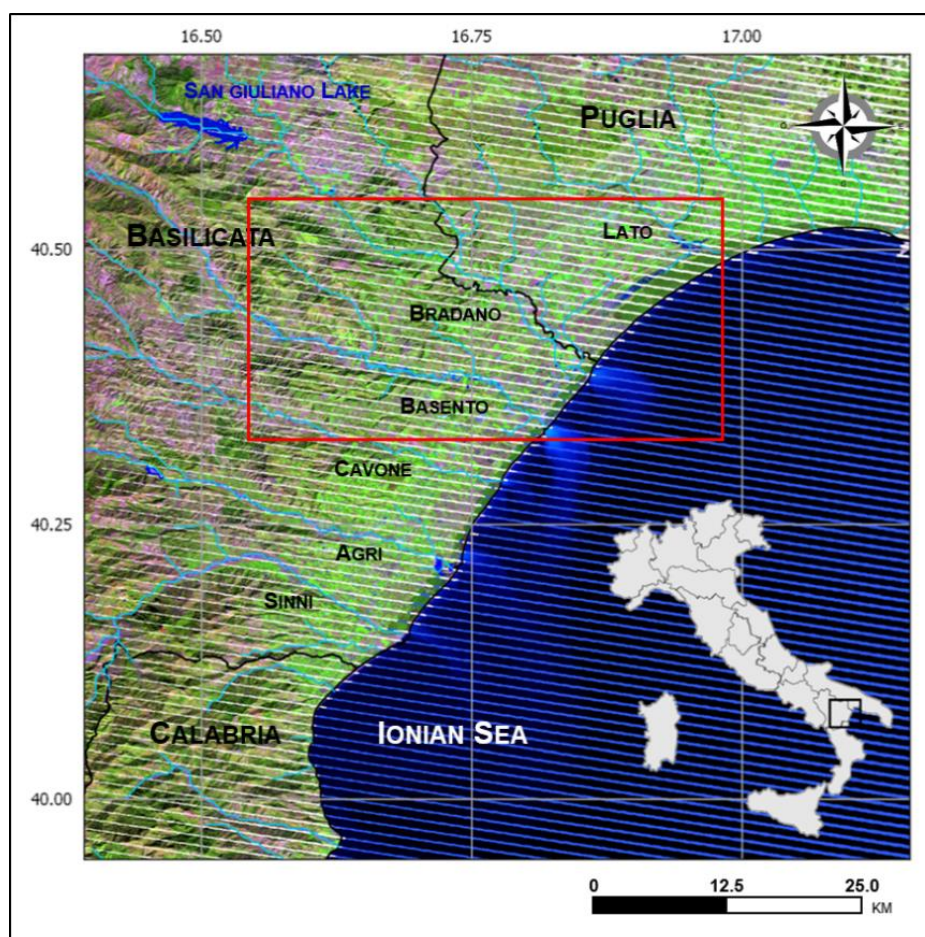 16.50 16.75 17.00
SAN GIULIANO LAKE
PUGLIA
BASILICATA
LATO
40.50
BRADANO
BASENTO
CAVONE
40.25
AGRI
SINNI
CALABRIA
IONIAN SEA
40.00
0 12.5 25.0
KM